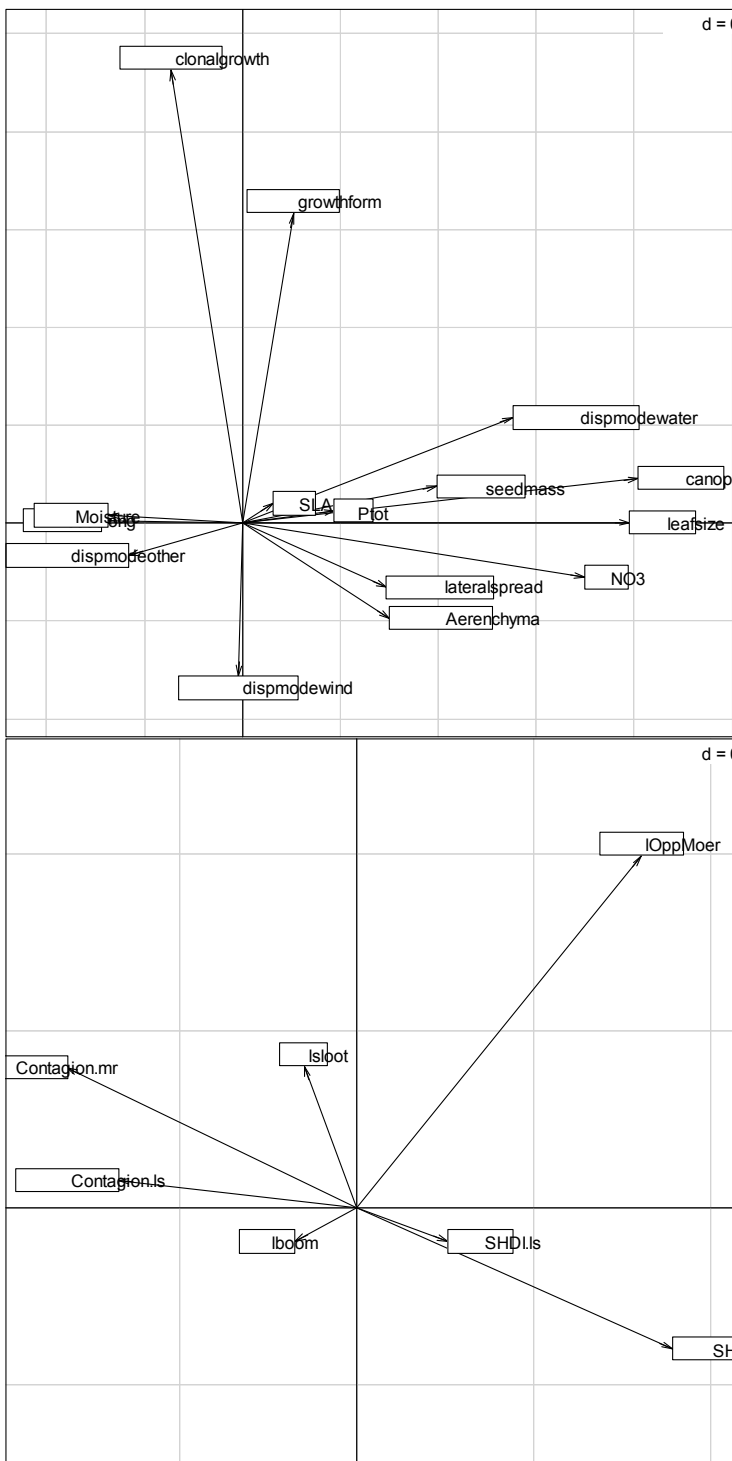 d = 0
clonalgrowth
growthform
dispmodewater
canop
seedmass
SLA
Ptot
Moisture
ong
leafsize
dispmodeother
NO3
lateralspread
Aerenchyma
dispmodewind
d = 0
lOppMoer
lsloot
Contagion.mr
Contagion.ls
lboom
SHDI.ls
SH